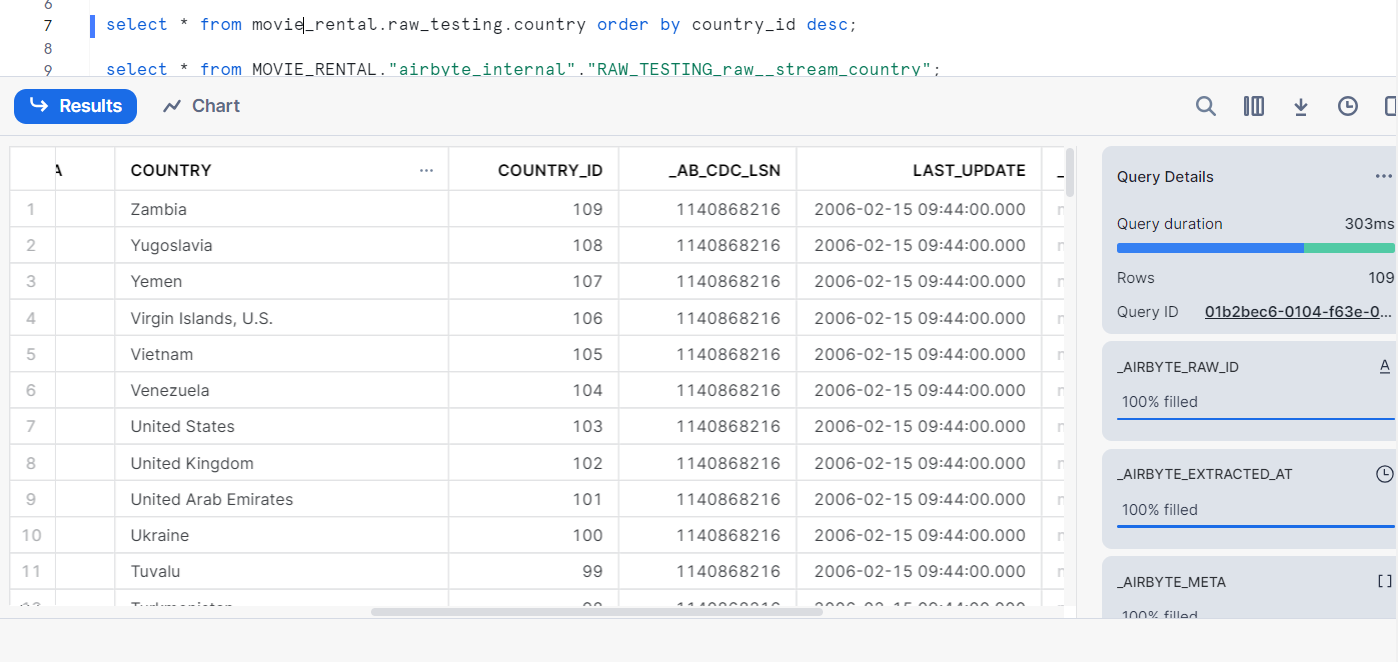 6
7 select * from movie_rental.raw_testing.country order by country_id desc;
8
9 select * from MOVIE_RENTAL."airbyte_internal"."RAW_TESTING_raw__stream_country";
Results Chart
A COUNTRY ... COUNTRY_ID _AB_CDC_LSN LAST_UPDATE _
1 Zambia 109 1140868216 2006-02-15 09:44:00.000
2 Yugoslavia 108 1140868216 2006-02-15 09:44:00.000
3 Yemen 107 1140868216 2006-02-15 09:44:00.000
4 Virgin Islands, U.S. 106 1140868216 2006-02-15 09:44:00.000
5 Vietnam 105 1140868216 2006-02-15 09:44:00.000
6 Venezuela 104 1140868216 2006-02-15 09:44:00.000
7 United States 103 1140868216 2006-02-15 09:44:00.000
8 United Kingdom 102 1140868216 2006-02-15 09:44:00.000
9 United Arab Emirates 101 1140868216 2006-02-15 09:44:00.000
10 Ukraine 100 1140868216 2006-02-15 09:44:00.000
11 Tuvalu 99 1140868216 2006-02-15 09:44:00.000
Query Details ...
Query duration 303ms
Rows 109
Query ID 01b2bec6-0104-f63e-0...
_AIRBYTE_RAW_ID A
100% filled
_AIRBYTE_EXTRACTED_AT
100% filled
_AIRBYTE_META [ ]
100% filled